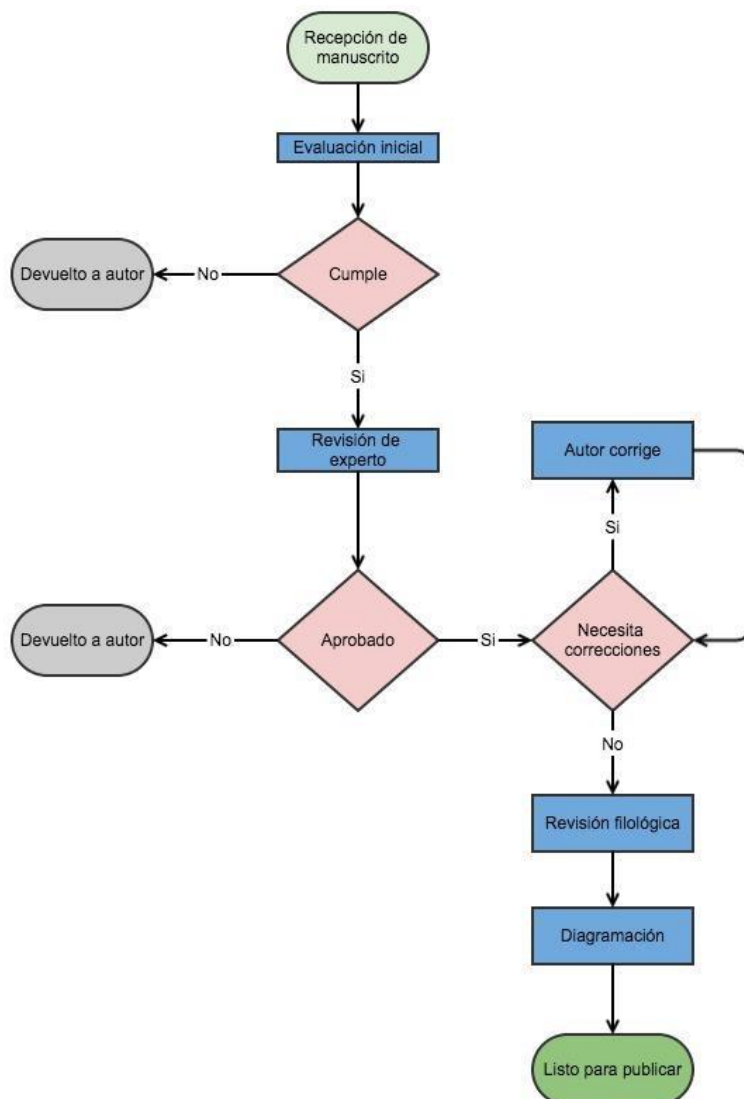 Recepción de
manuscrito
Evaluación inicial
Cumple
No
Devuelto a autor
Si
Revisión de
experto
Aprobado
No
Devuelto a autor
Si
Necesita
correcciones
Si
Autor corrige
No
Revisión filológica
Diagramación
Listo para publicar